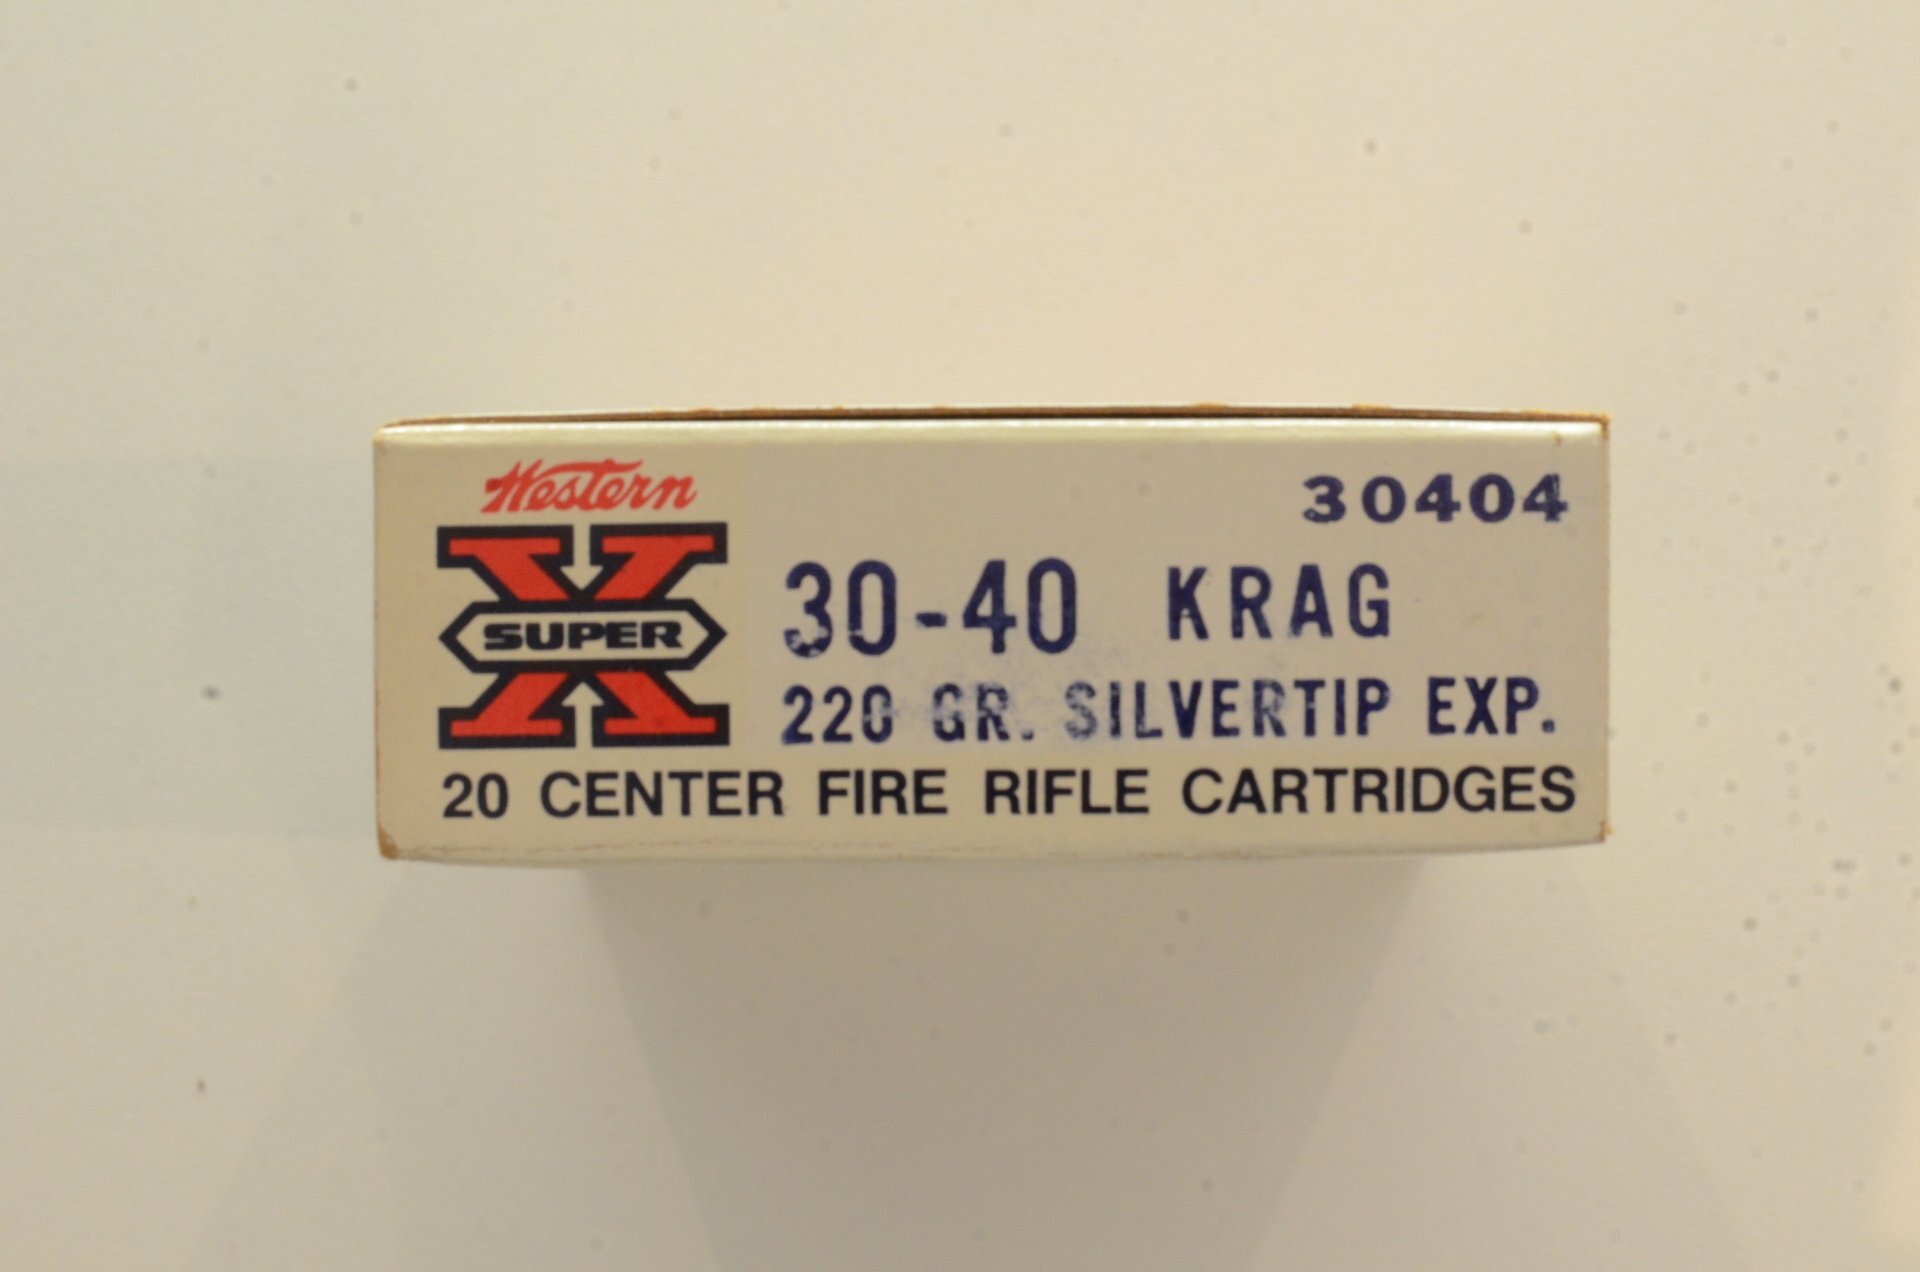 Western
SUPER X
30404
30-40 KRAG
220 GR. SILVERTIP EXP.
20 CENTER FIRE RIFLE CARTRIDGES